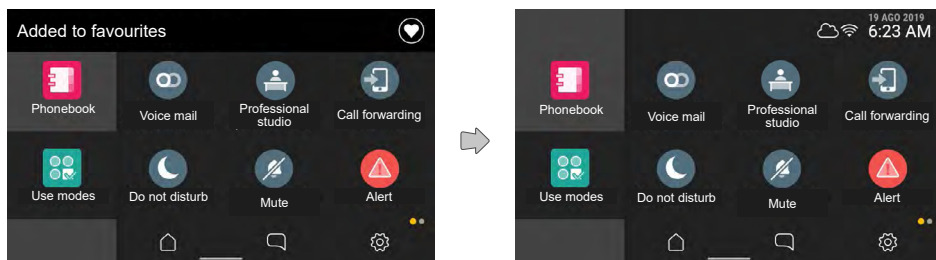 Added to favourites
Phonebook
Voice mail
Professional
studio
Call forwarding
Use modes
Do not disturb
Mute
Alert
19 AGO 2019
6:23 AM
Phonebook
Voice mail
Professional
studio
Call forwarding
Use modes
Do not disturb
Mute
Alert